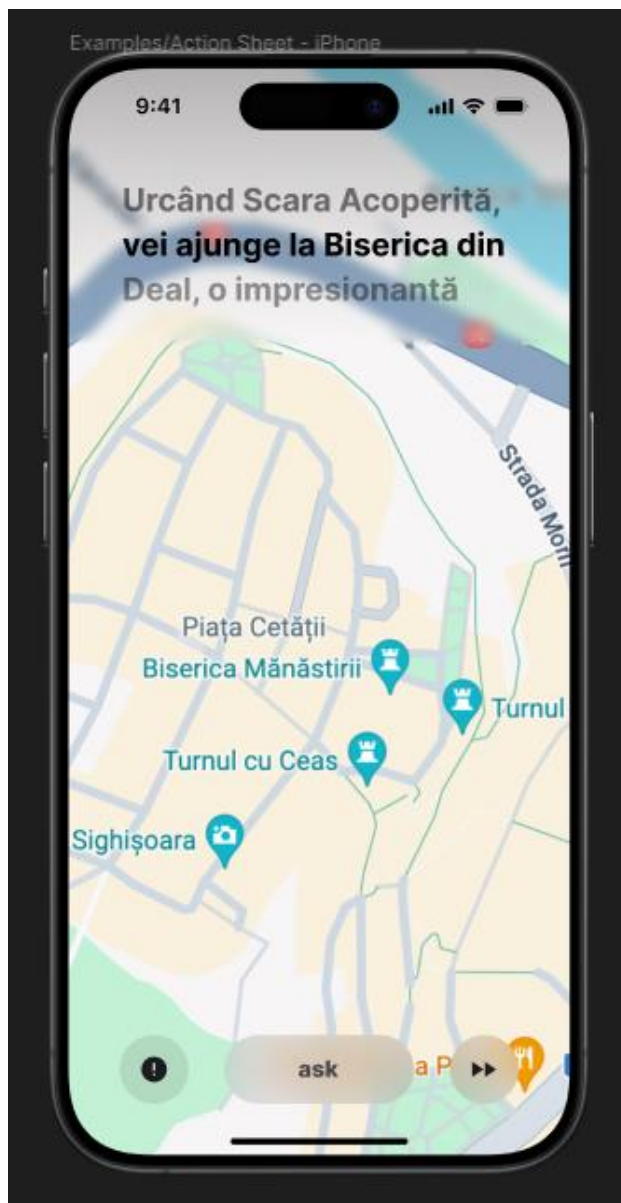 Examples/Action Sheet - iPhone
9:41
Urcând Scara Acoperită,
vei ajunge la Biserica din
Deal, o impresionantă
Strada Morii
Piața Cetății
Biserica Mănăstirii
Turnul
Turnul cu Ceas
Sighișoara
ask
a P